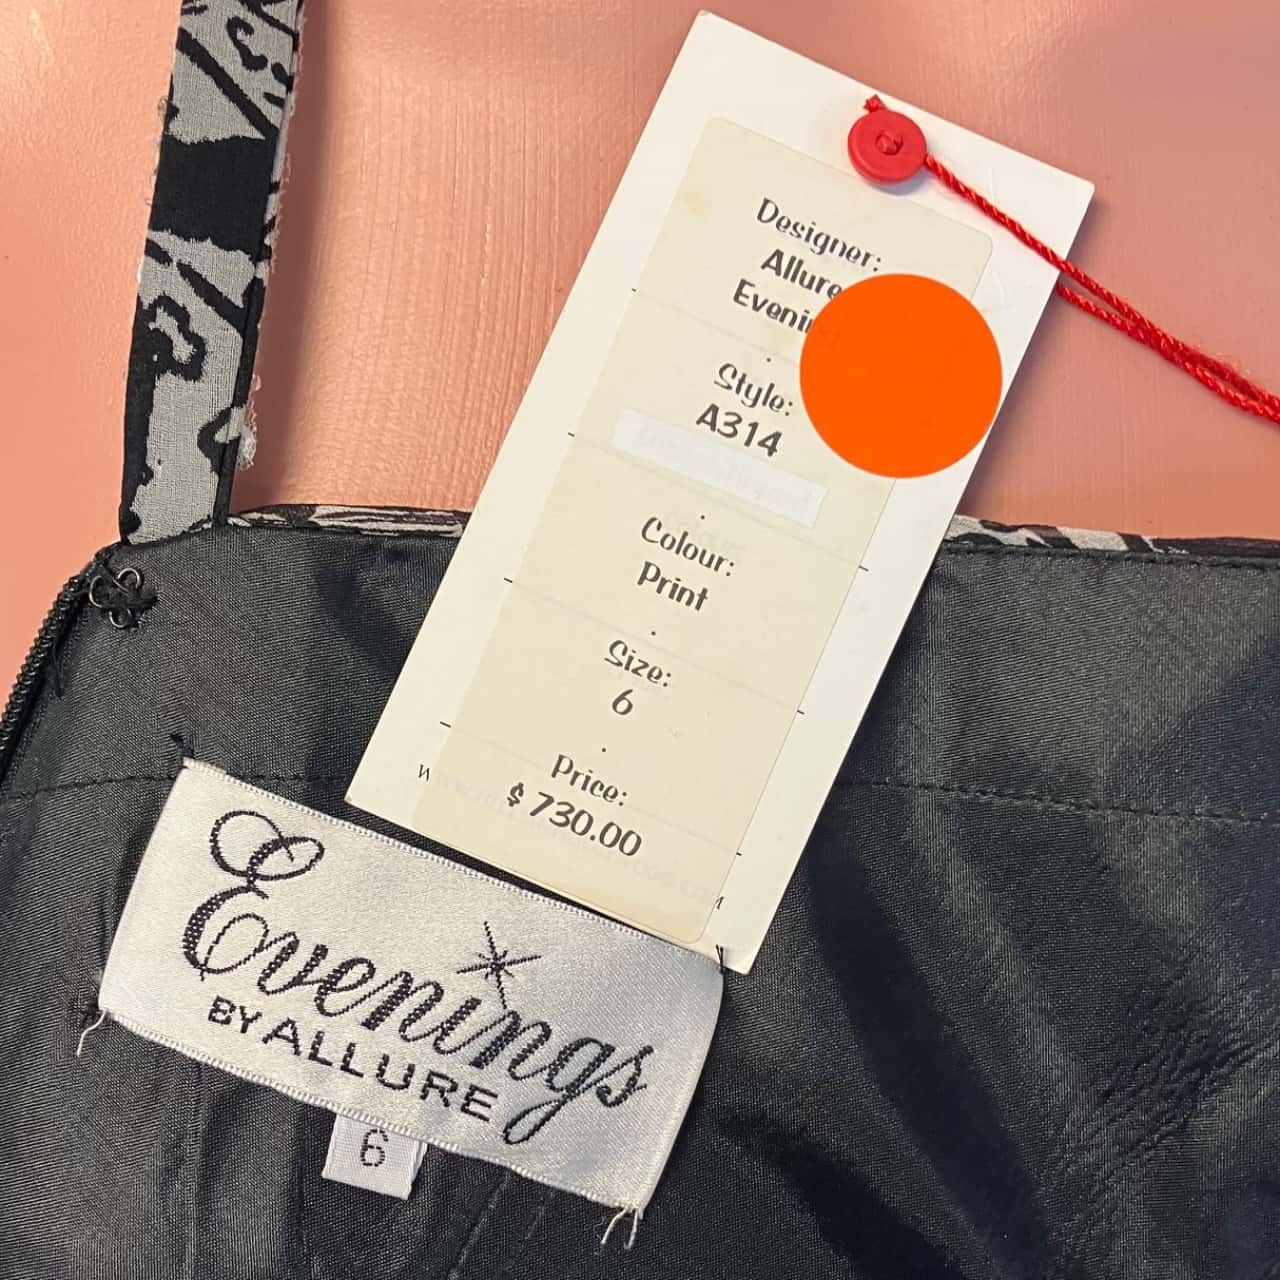 Designer:
Allure
Style:
A314
Colour:
Print
Size:
6
Price:
$ 730.00
Evenings
BY ALLURE
6